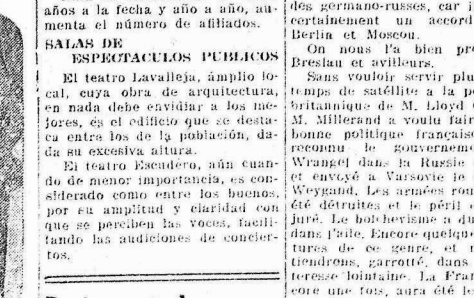 años a la fecha y año a año, au-
menta el número de afiliados.
SALAS DE
ESPECTACULOS PUBLICOS
El teatro Lavalleja, ámplio lo-
cal, cuya obra de arquitectura,
en nada debe envidiar a los me-
jores, és el edificio que se desta-
ca entre los de la población, da-
da su excesiva altura.
El teatro Escudéro, aún cuan-
do de menor importancia, es con-
siderado como entre los buenos,
por su amplitud y claridad con
que se perciben las voces, facili-
tando las audiciones de concier-
tos.
des germano-russes, car i
certainement un accord
Berlin et Moscou.
On nous l'a bien pr
Breslau et avilleurs.
Sans vouloir servir plu
temps de satéllite a la p
britannique de M. Lloyd
M. Millerand a voulu fair
bonne politique français
reconnu le gouverneme
Wrangel dans la Russie
et envoyé a Varsovie le
Weygand. Les armées rou
été détruites et le péril
juré. Le bolchevisme a du
dans l'aile. Encore quelqu
tures de ce genre, et n
tiendrons, garrotté, dans
teresse lointaine. La Fran
core une fois, aura été le